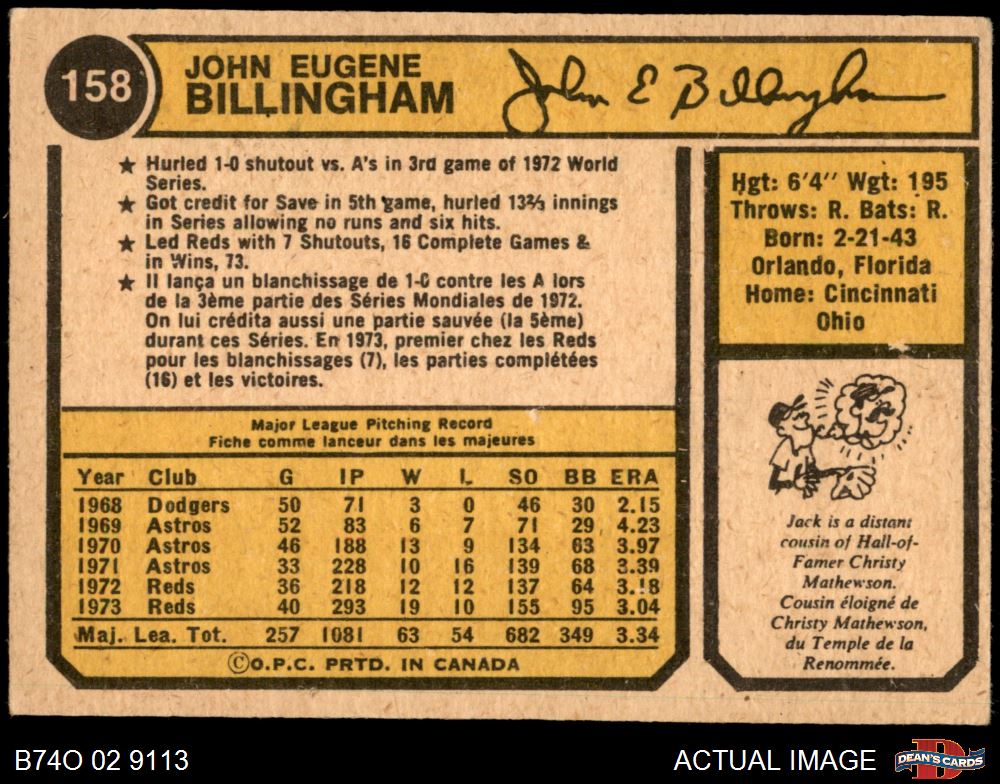 158
JOHN EUGENE
BILLINGHAM
John E Billingham
★ Hurled 1-0 shutout vs. A's in 3rd game of 1972 World
Series.
★ Got credit for Save in 5th game, hurled 13⅔ innings
in Series allowing no runs and six hits.
★ Led Reds with 7 Shutouts, 16 Complete Games &
in Wins, 73.
★ Il lança un blanchissage de 1-0 contre les A lors
de la 3ème partie des Séries Mondiales de 1972.
On lui crédita aussi une partie sauvée (la 5ème)
durant ces Séries. En 1973, premier chez les Reds
pour les blanchissages (7), les parties complétées
(16) et les victoires.
Hgt: 6'4" Wgt: 195
Throws: R. Bats: R.
Born: 2-21-43
Orlando, Florida
Home: Cincinnati
Ohio
Major League Pitching Record
Fiche comme lanceur dans les majeures
Year Club G IP W L SO BB ERA
1968 Dodgers 50 71 3 0 46 30 2.15
1969 Astros 52 83 6 7 71 29 4.23
1970 Astros 46 188 13 9 134 63 3.97
1971 Astros 33 228 10 16 139 68 3.39
1972 Reds 36 218 12 12 137 64 3.18
1973 Reds 40 293 19 10 155 95 3.04
Maj. Lea. Tot. 257 1081 63 54 682 349 3.34
©O.P.C. PRTD. IN CANADA
Jack is a distant
cousin of Hall-of-
Famer Christy
Mathewson.
Cousin éloigné de
Christy Mathewson,
du Temple de la
Renommée.
B74O 02 9113
ACTUAL IMAGE
D
DEAN'S CARDS